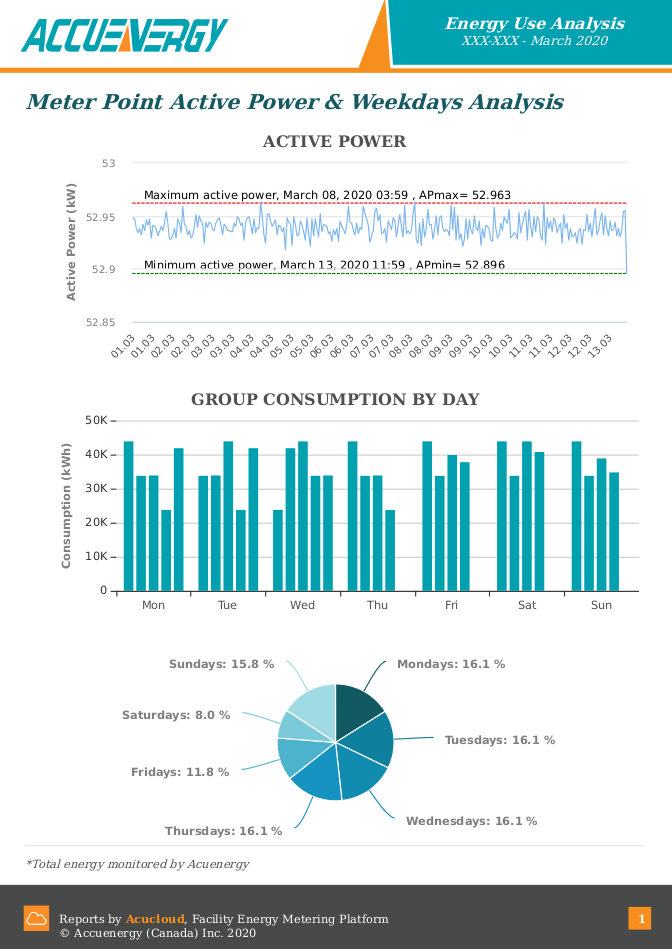 ACCUENERGY
Energy Use Analysis
XXX-XXX - March 2020
Meter Point Active Power & Weekdays Analysis
ACTIVE POWER
Active Power (kW)
53
52.95
52.9
52.85
Maximum active power, March 08, 2020 03:59 , APmax= 52.963
Minimum active power, March 13, 2020 11:59 , APmin= 52.896
01.03 01.03 02.03 02.03 03.03 03.03 04.03 04.03 05.03 05.03 06.03 06.03 07.03 07.03 08.03 08.03 09.03 09.03 10.03 11.03 11.03 12.03 12.03 13.03
GROUP CONSUMPTION BY DAY
Consumption (kWh)
50K
40K
30K
20K
10K
0
Mon Tue Wed Thu Fri Sat Sun
Sundays: 15.8 %
Mondays: 16.1 %
Saturdays: 8.0 %
Tuesdays: 16.1 %
Fridays: 11.8 %
Wednesdays: 16.1 %
Thursdays: 16.1 %
*Total energy monitored by Acuenergy
Reports by Acucloud, Facility Energy Metering Platform
© Accuenergy (Canada) Inc. 2020
1